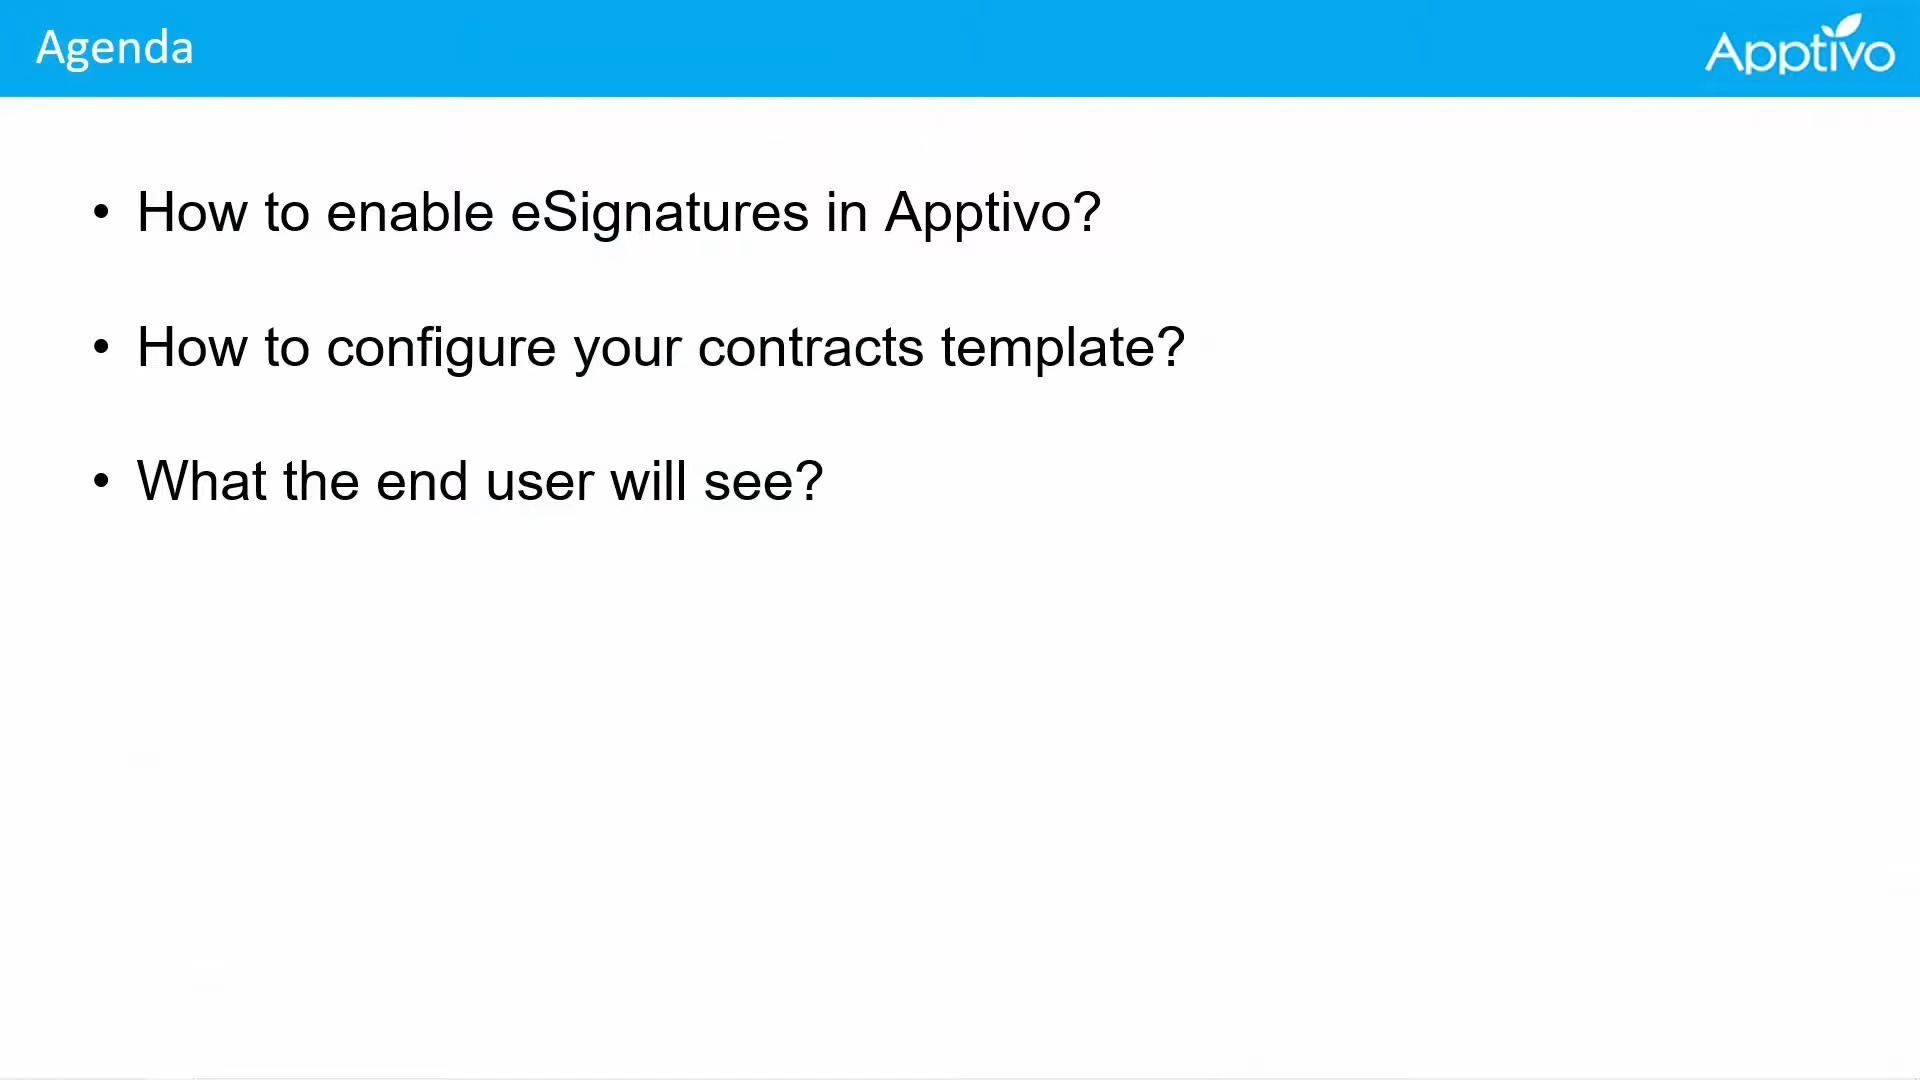 Agenda
Apptivo
• How to enable eSignatures in Apptivo?
• How to configure your contracts template?
• What the end user will see?